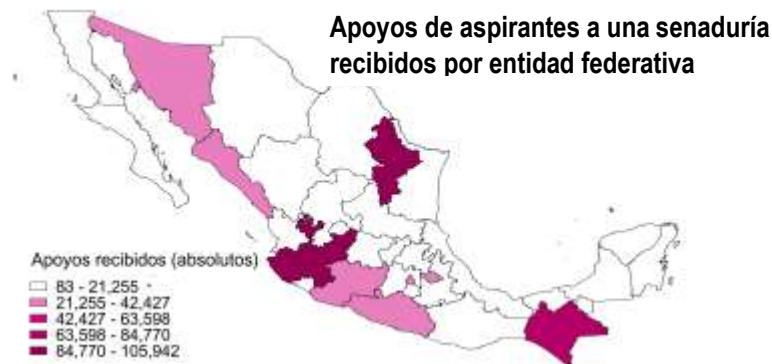 Apoyos de aspirantes a una senaduría
recibidos por entidad federativa
Apoyos recibidos (absolutos)
83 - 21,255
21,255 - 42,427
42,427 - 63,598
63,598 - 84,770
84,770 - 105,942